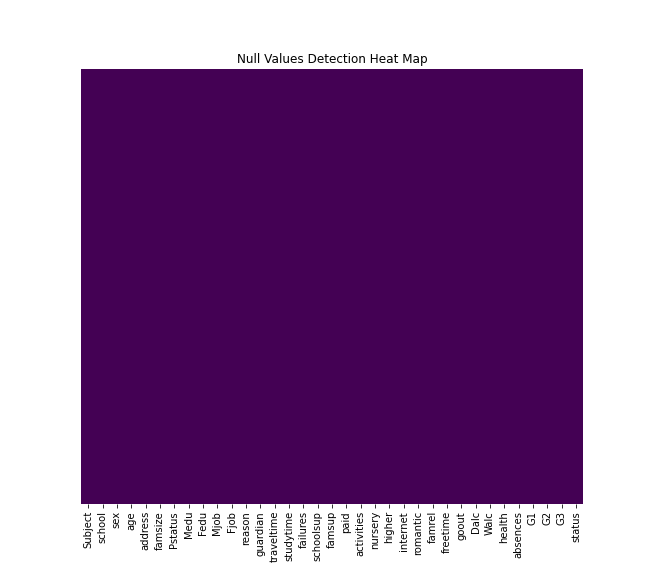 Null Values Detection Heat Map
Subject
school
sex
age
address
famsize
Pstatus
Medu
Fedu
Mjob
Fjob
reason
guardian
traveltime
studytime
failures
schoolsup
famsup
paid
activities
nursery
higher
internet
romantic
famrel
freetime
goout
Dalc
Walc
health
absences
G1
G2
G3
status